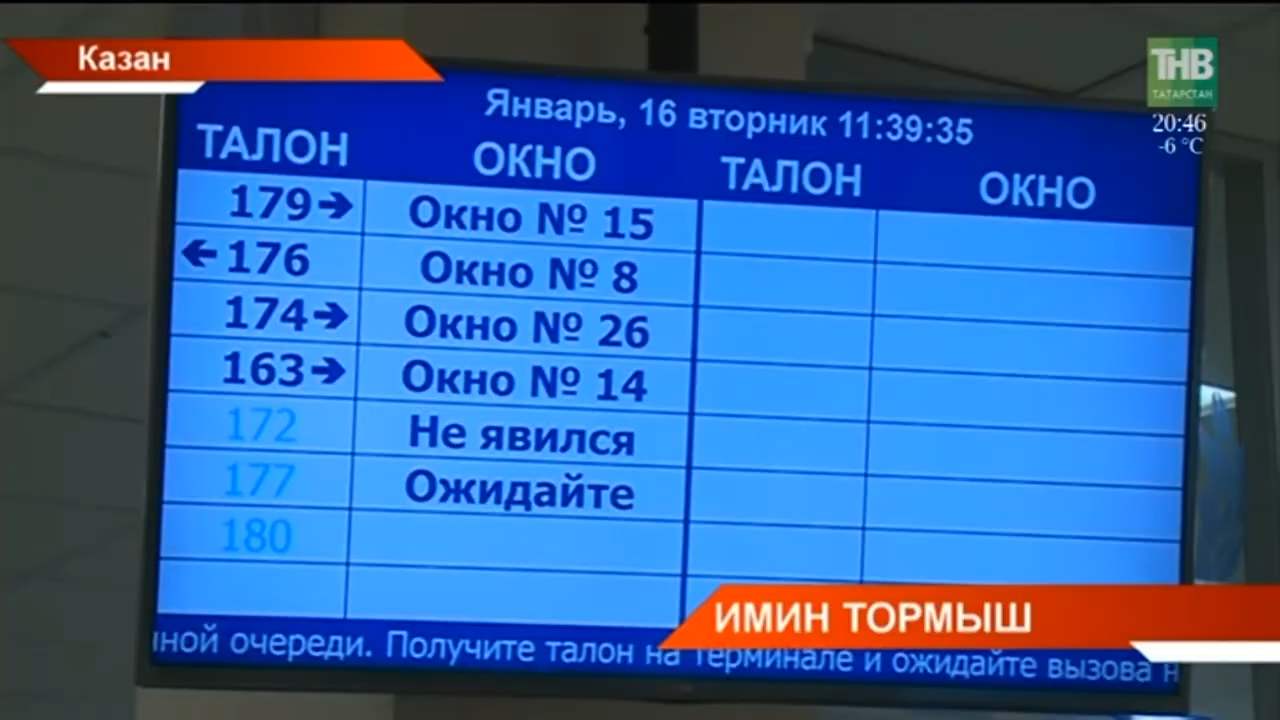 Казан
ТНВ
ТАТАРСТАН
20:46
-6 °C
Январь, 16 вторник 11:39:35
ТАЛОН ОКНО ТАЛОН ОКНО
179→ Окно № 15
←176 Окно № 8
174→ Окно № 26
163→ Окно № 14
172 Не явился
177 Ожидайте
180
ИМИН ТОРМЫШ
ной очереди. Получите талон на терминале и ожидайте вызова н